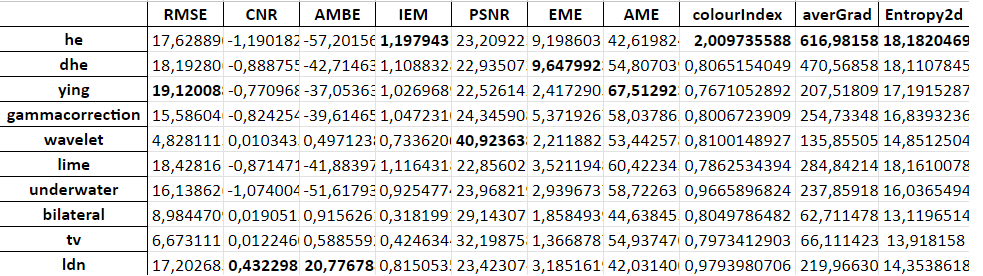 RMSE CNR AMBE IEM PSNR EME AME colourIndex averGrad Entropy2d
he 17,62889 -1,190182 -57,20156 1,197943 23,20922 9,198603 42,61982 2,009735588 616,98158 18,1820469
dhe 18,19280 -0,888755 -42,71463 1,108832 22,93507 9,647992 54,80703 0,8065154049 470,56858 18,1107845
ying 19,12008 -0,770968 -37,05363 1,026968 22,52614 2,417290 67,51292 0,7671052892 207,51809 17,1915287
gammacorrection 15,58604 -0,824254 -39,61465 1,047231 24,34590 5,371926 58,03786 0,8006723909 254,73348 16,8393236
wavelet 4,828111 0,010343 0,497123 0,733620 40,92363 2,211882 53,44257 0,8100148927 135,85505 14,8512504
lime 18,42816 -0,871471 -41,88397 1,116431 22,85602 3,521194 60,42234 0,7862534394 284,84214 18,1610078
underwater 16,13862 -1,074004 -51,61793 0,925477 23,96821 2,939673 58,72263 0,9665896824 237,85918 16,0365494
bilateral 8,984470 0,019051 0,915626 0,318199 29,14307 1,858493 44,63845 0,8049786482 62,711478 13,1196514
tv 6,673111 0,012246 0,588559 0,424634 32,19875 1,366878 54,93747 0,7973412903 66,111423 13,918158
ldn 17,20268 0,432298 20,77678 0,815053 23,42307 3,185161 42,03140 0,9793980706 219,96630 14,3538618